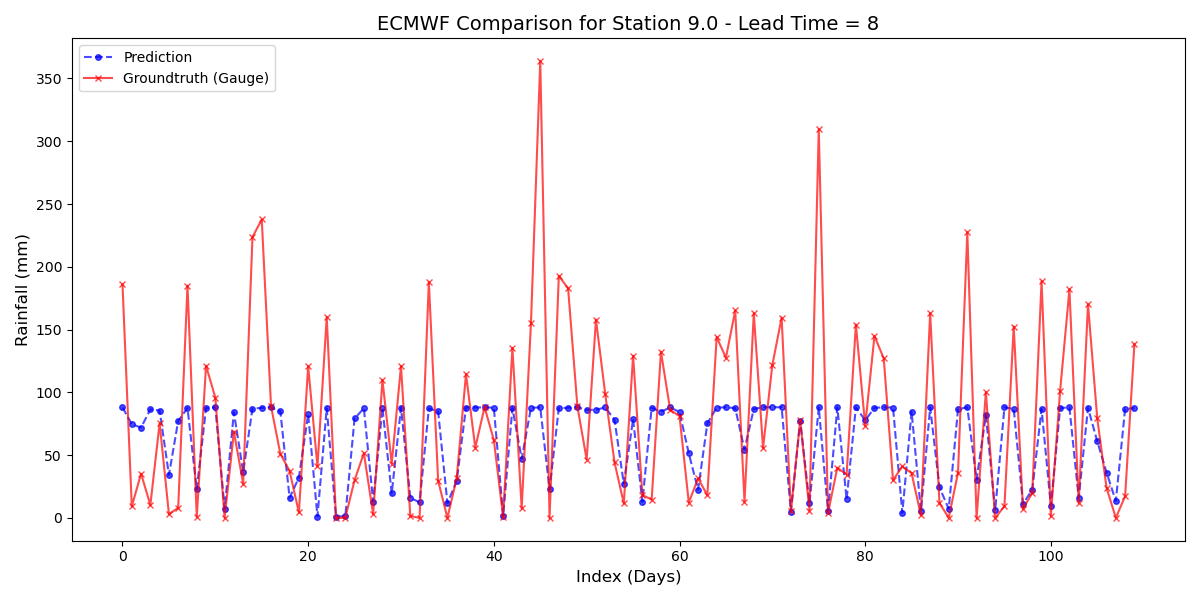 ECMWF Comparison for Station 9.0 - Lead Time = 8
Prediction
Groundtruth (Gauge)
350
300
250
200
150
100
50
0
Rainfall (mm)
0
20
40
60
80
100
Index (Days)